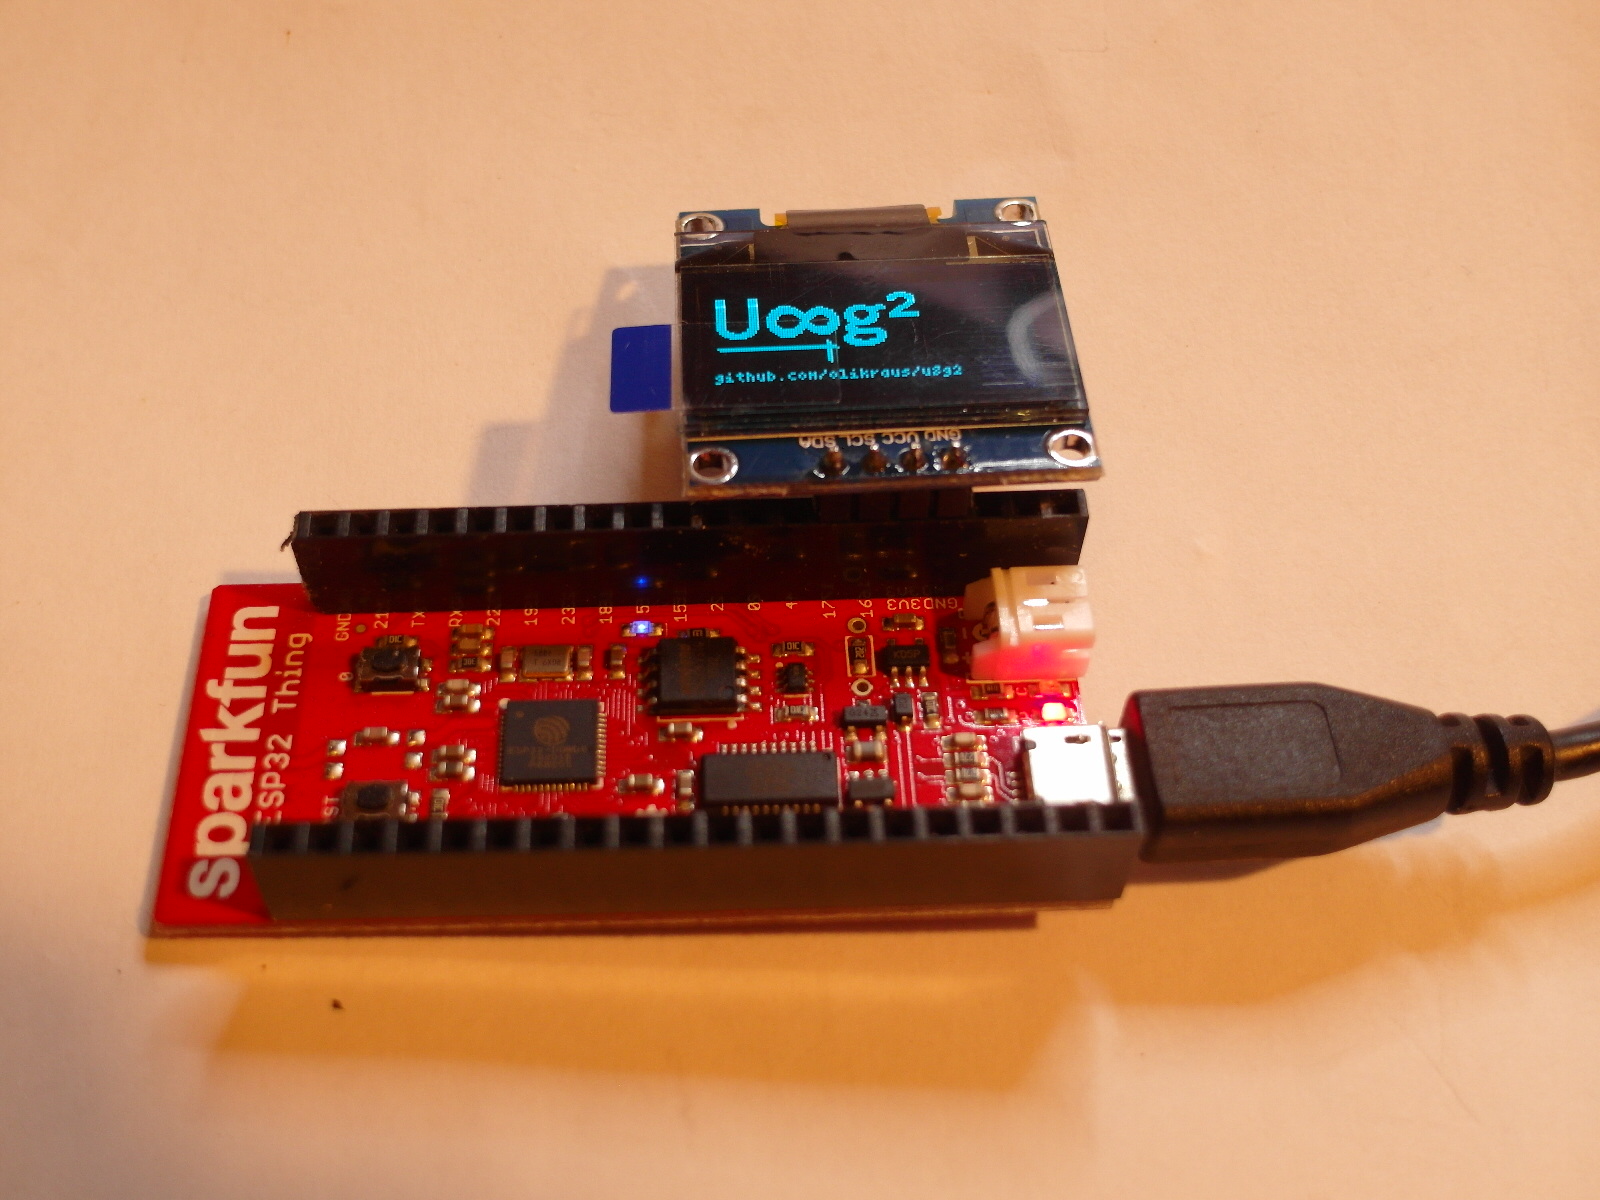 U8g²
github.com/olikraus/u8g2
SDA SCL VCC GND
GND 21 TX RX 22 19 23 18 5 15 2 0 4 17 16 3V3 GND
0
sparkfun
ESP32 Thing